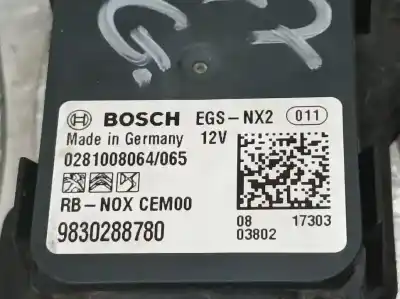 BOSCH EGS-NX2 011
Made in Germany 12V
0281008064/065
RB-NOX CEM00
9830288780
08 17303
03802